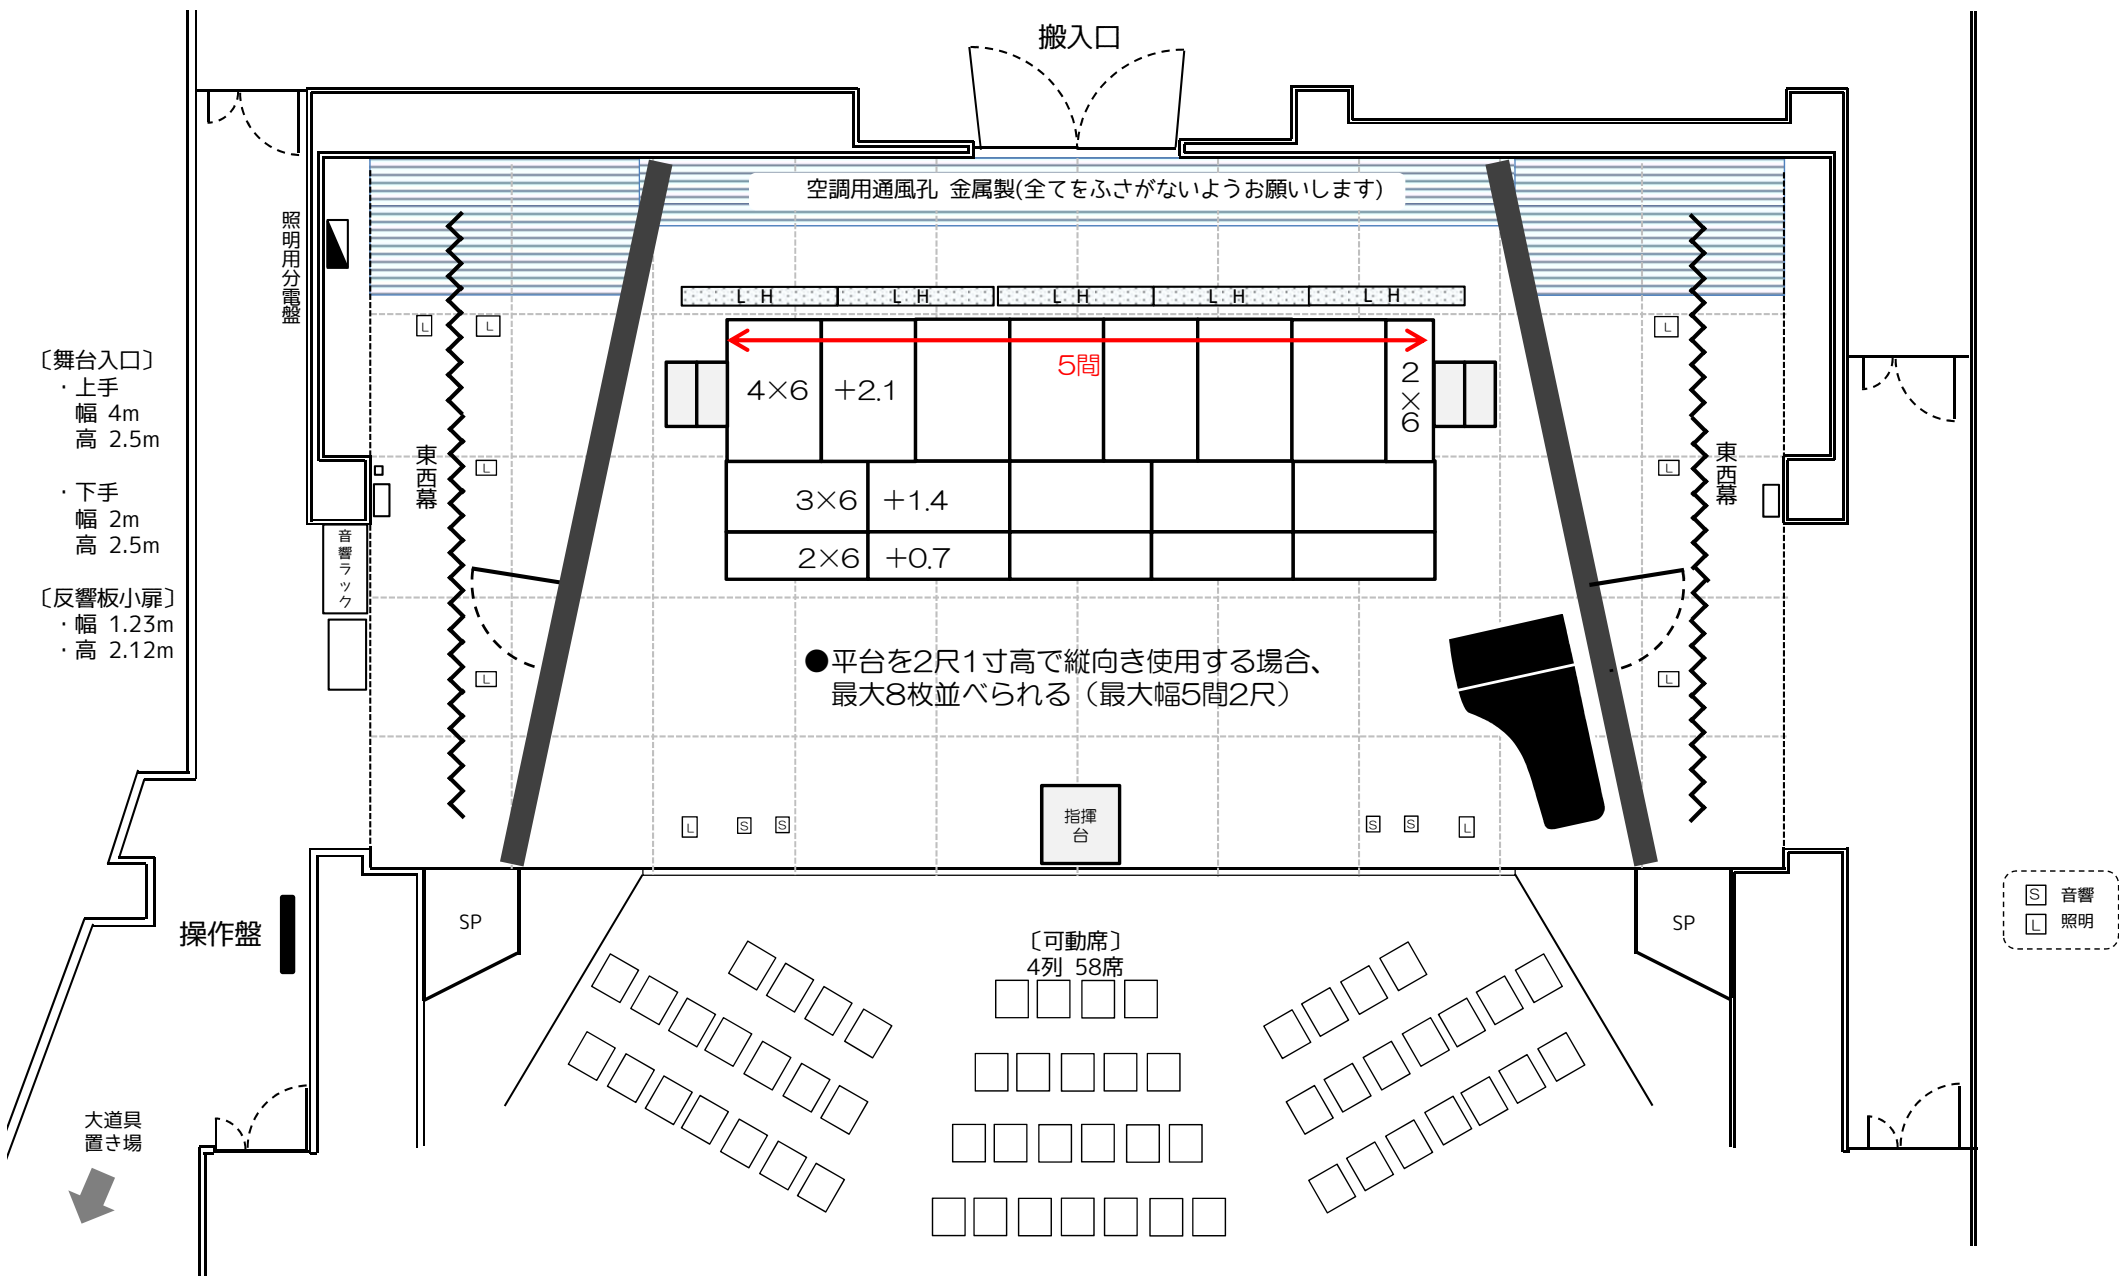 搬入口
空調用通風孔 金属製(全てをふさがないようお願いします)
照明用分電盤
L H
L H
L H
L H
L H
5間
4×6
+2.1
2×6
3×6
+1.4
2×6
+0.7
〔舞台入口〕
・上手
幅 4m
高 2.5m
・下手
幅 2m
高 2.5m
〔反響板小扉〕
・幅 1.23m
・高 2.12m
東西幕
東西幕
音響ラック
L
L
L
L
L
L
L
●平台を2尺1寸高で縦向き使用する場合、
最大8枚並べられる（最大幅5間2尺）
L
S
S
指揮
台
S
S
L
操作盤
SP
SP
S 音響
L 照明
〔可動席〕
4列 58席
大道具
置き場